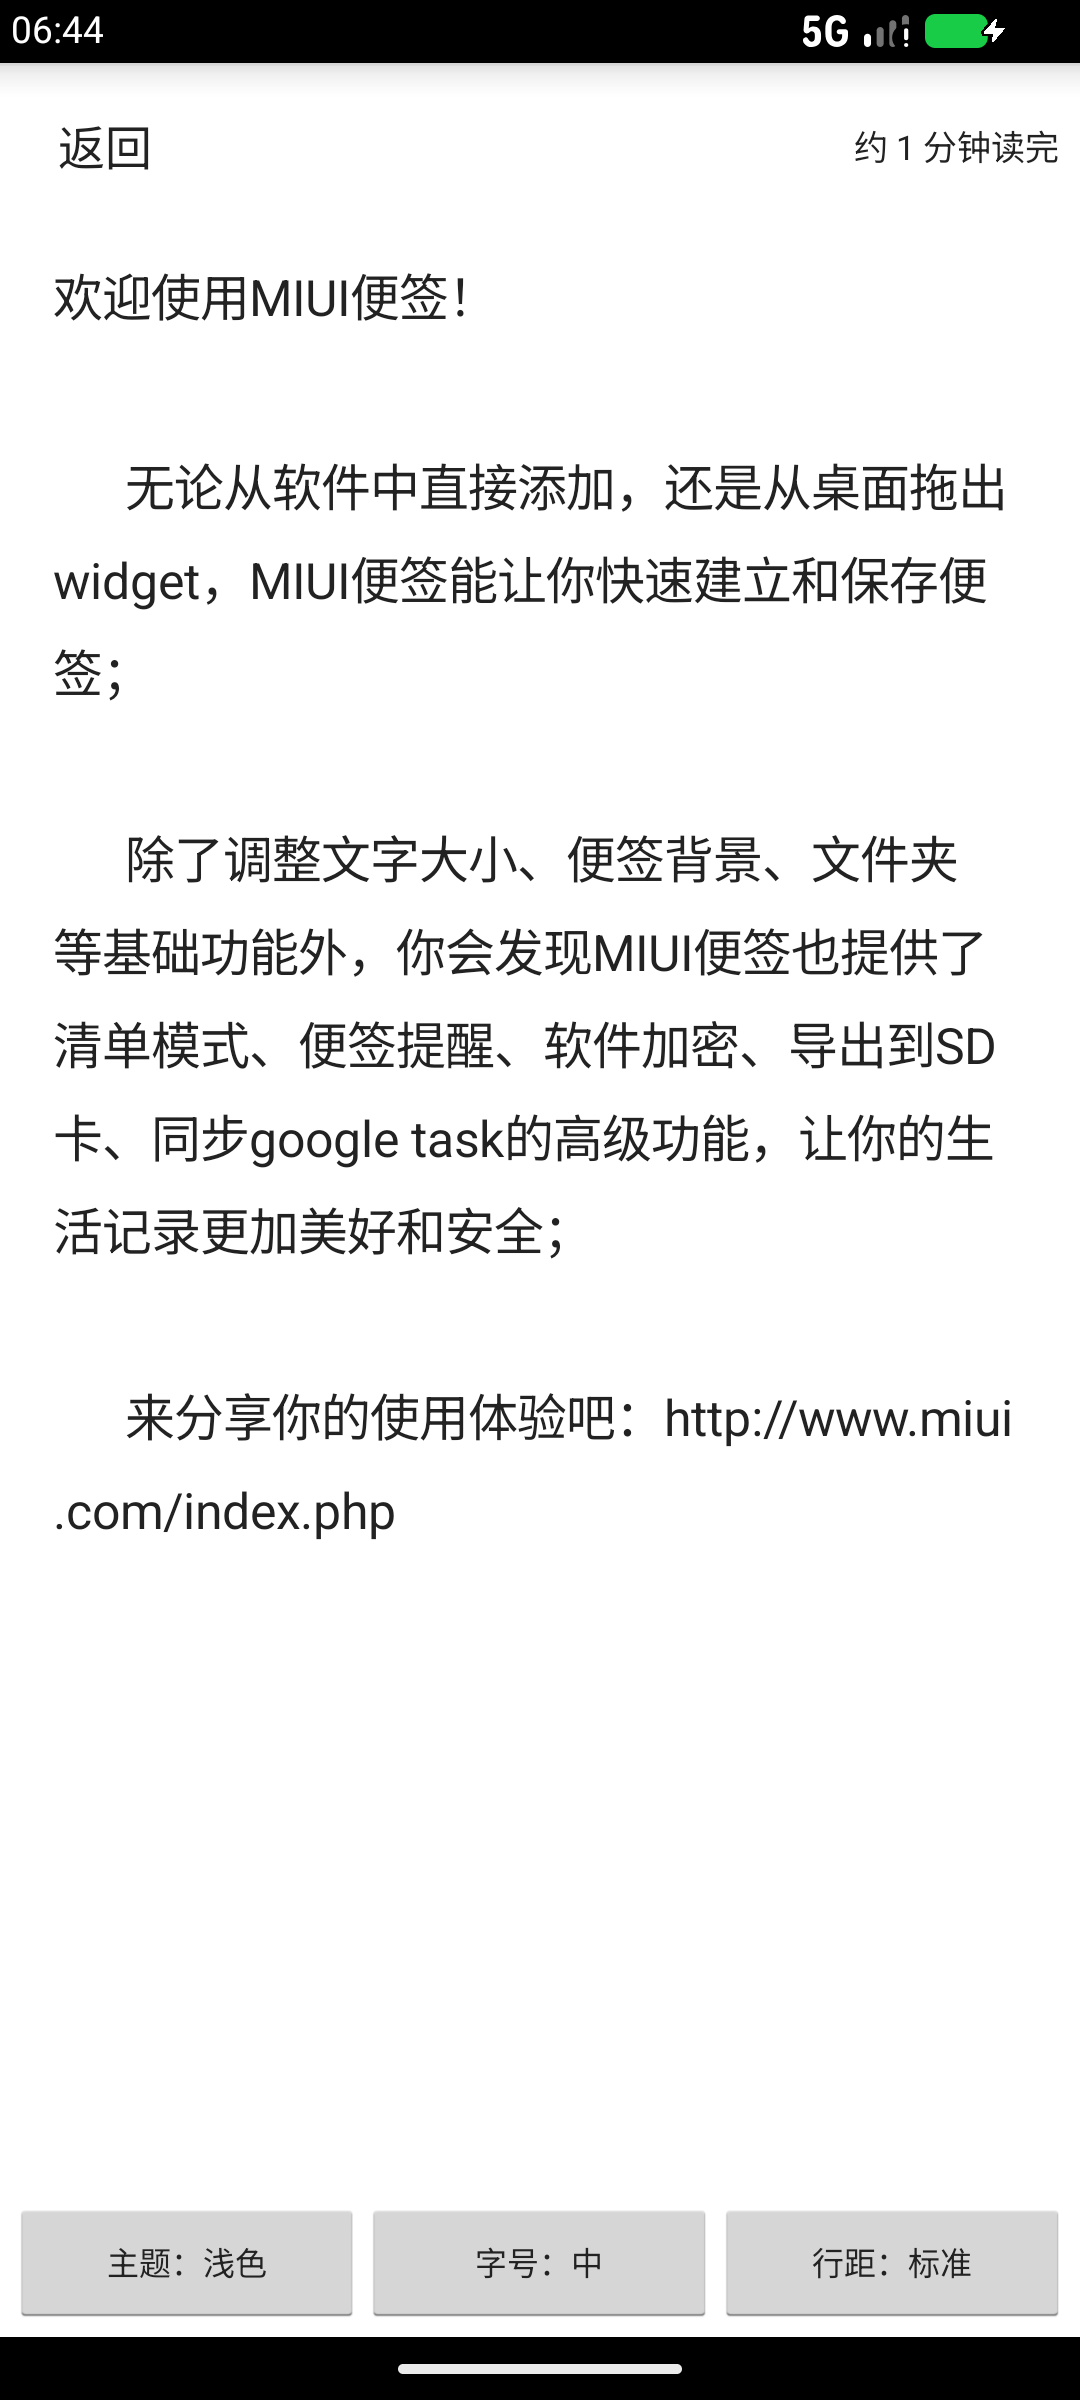 06:44
5G
返回
约 1 分钟读完
欢迎使用MIUI便签！
无论从软件中直接添加，还是从桌面拖出
widget，MIUI便签能让你快速建立和保存便
签；
除了调整文字大小、便签背景、文件夹
等基础功能外，你会发现MIUI便签也提供了
清单模式、便签提醒、软件加密、导出到SD
卡、同步google task的高级功能，让你的生
活记录更加美好和安全；
来分享你的使用体验吧：http://www.miui
.com/index.php
主题：浅色
字号：中
行距：标准